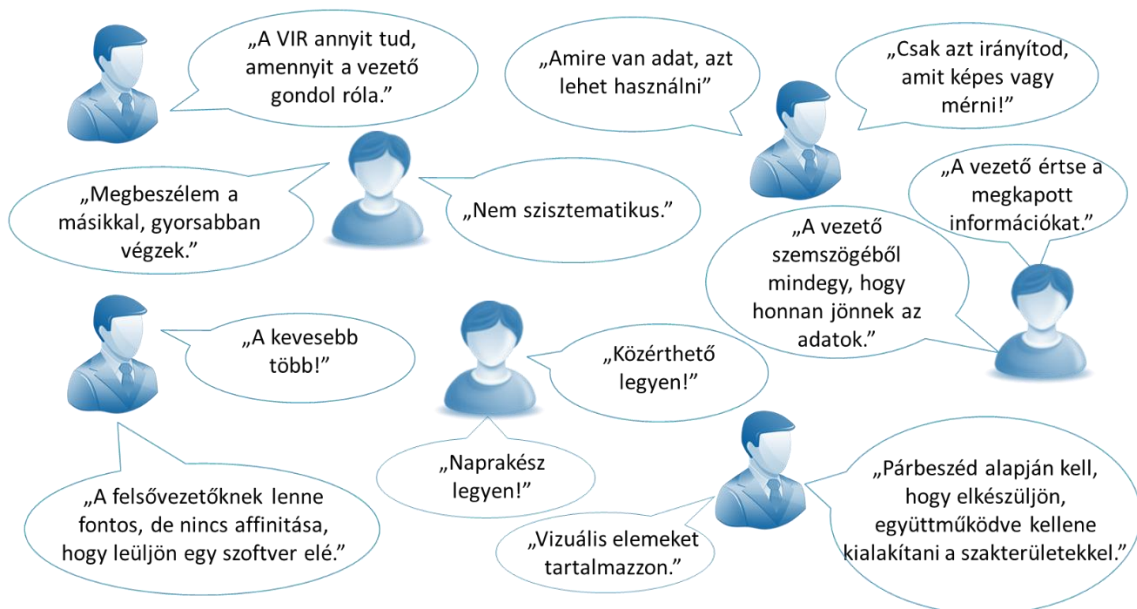 „A VIR annyit tud,
amennyit a vezető
gondol róla.”
„Amire van adat, azt
lehet használni”
„Csak azt irányítod,
amit képes vagy
mérni!”
„Megbeszélem a
másikkal, gyorsabban
végzek.”
„Nem szisztematikus.”
„A vezető értse a
megkapott
információkat.”
„A vezető
szemszögéből
mindegy, hogy
honnan jönnek az
adatok.”
„A kevesebb
több!”
„Közérthető
legyen!”
„Naprakész
legyen!”
„A felsővezetőknek lenne
fontos, de nincs affinitása,
hogy leüljön egy szoftver elé.”
„Vizuális elemeket
tartalmazzon.”
„Párbeszéd alapján kell,
hogy elkészüljön,
együttműködve kellene
kialakítani a szakterületekkel.”